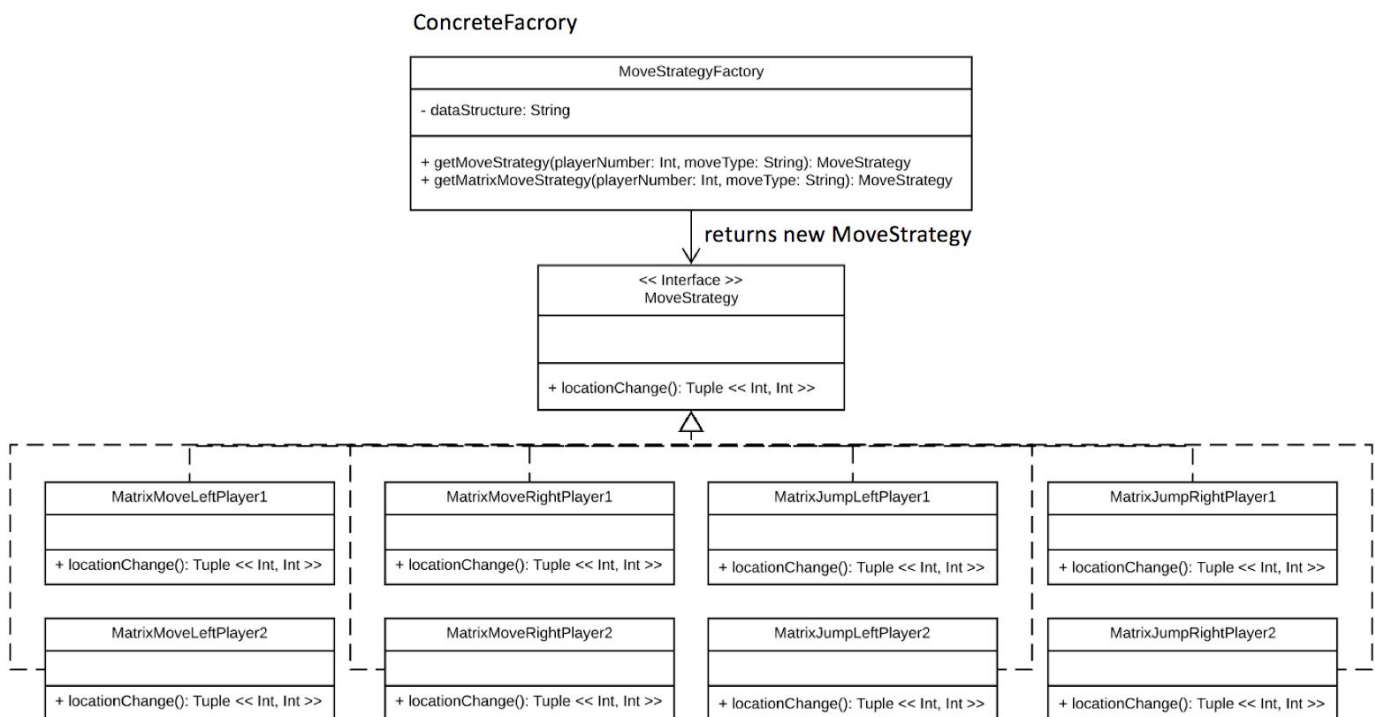 ConcreteFacrory
MoveStrategyFactory
- dataStructure: String
+ getMoveStrategy(playerNumber: Int, moveType: String): MoveStrategy
+ getMatrixMoveStrategy(playerNumber: Int, moveType: String): MoveStrategy
returns new MoveStrategy
<< Interface >>
MoveStrategy
+ locationChange(): Tuple << Int, Int >>
MatrixMoveLeftPlayer1
+ locationChange(): Tuple << Int, Int >>
MatrixMoveRightPlayer1
+ locationChange(): Tuple << Int, Int >>
MatrixJumpLeftPlayer1
+ locationChange(): Tuple << Int, Int >>
MatrixJumpRightPlayer1
+ locationChange(): Tuple << Int, Int >>
MatrixMoveLeftPlayer2
+ locationChange(): Tuple << Int, Int >>
MatrixMoveRightPlayer2
+ locationChange(): Tuple << Int, Int >>
MatrixJumpLeftPlayer2
+ locationChange(): Tuple << Int, Int >>
MatrixJumpRightPlayer2
+ locationChange(): Tuple << Int, Int >>